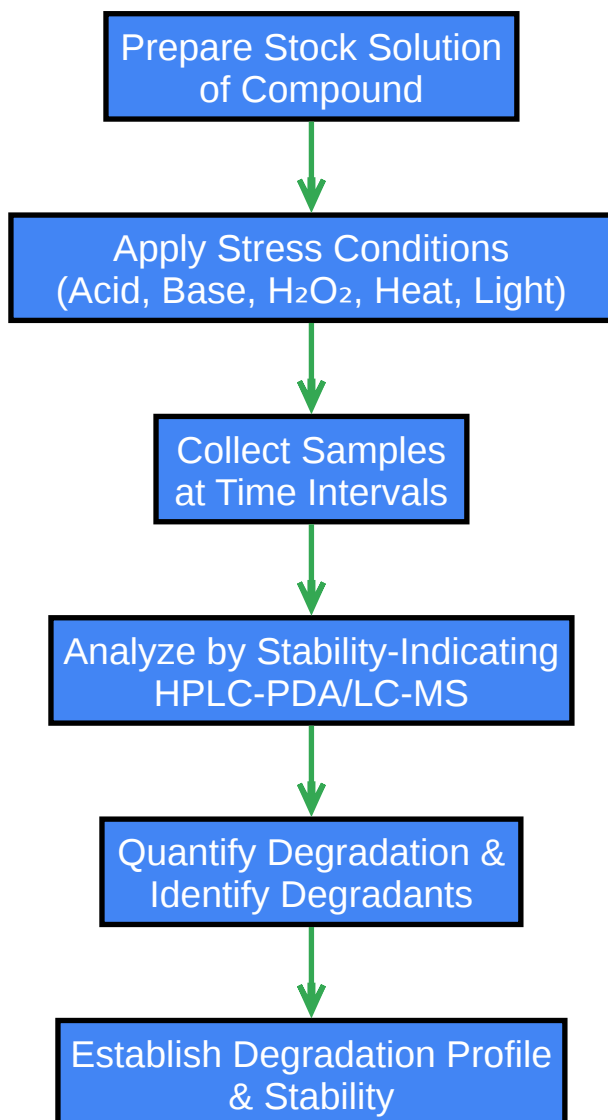 Prepare Stock Solution
of Compound
Apply Stress Conditions
(Acid, Base, H₂O₂, Heat, Light)
Collect Samples
at Time Intervals
Analyze by Stability-Indicating
HPLC-PDA/LC-MS
Quantify Degradation &
Identify Degradants
Establish Degradation Profile
& Stability